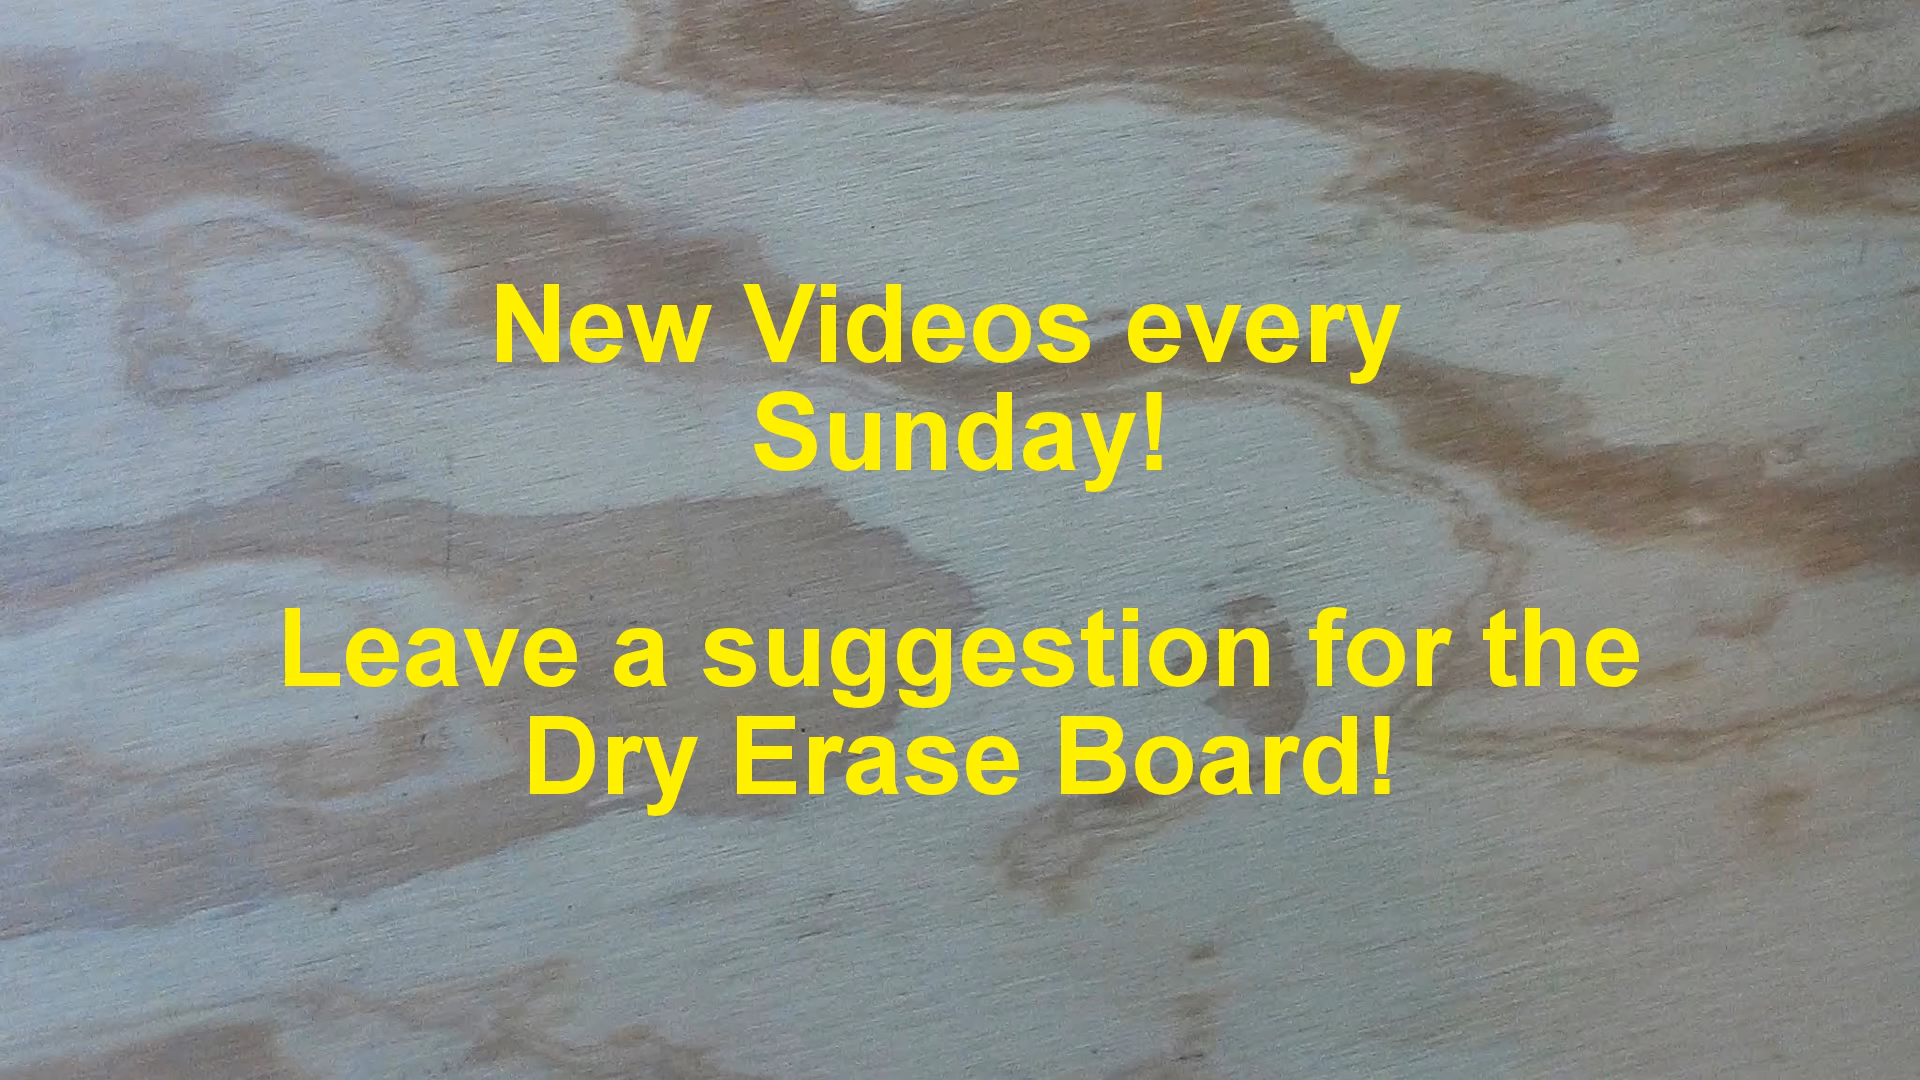 New Videos every
Sunday!
Leave a suggestion for the
Dry Erase Board!